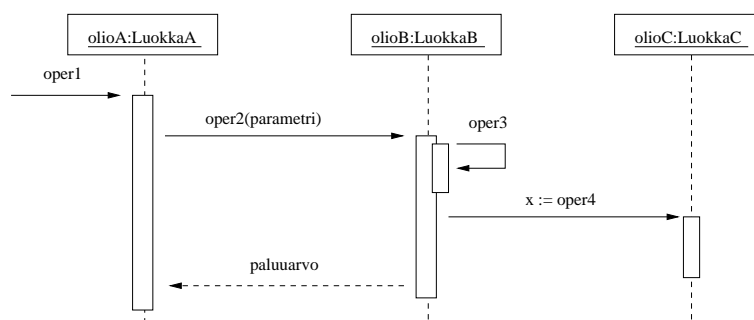 olioA:LuokkaA
olioB:LuokkaB
olioC:LuokkaC
oper1
oper2(parametri)
oper3
x := oper4
paluuarvo